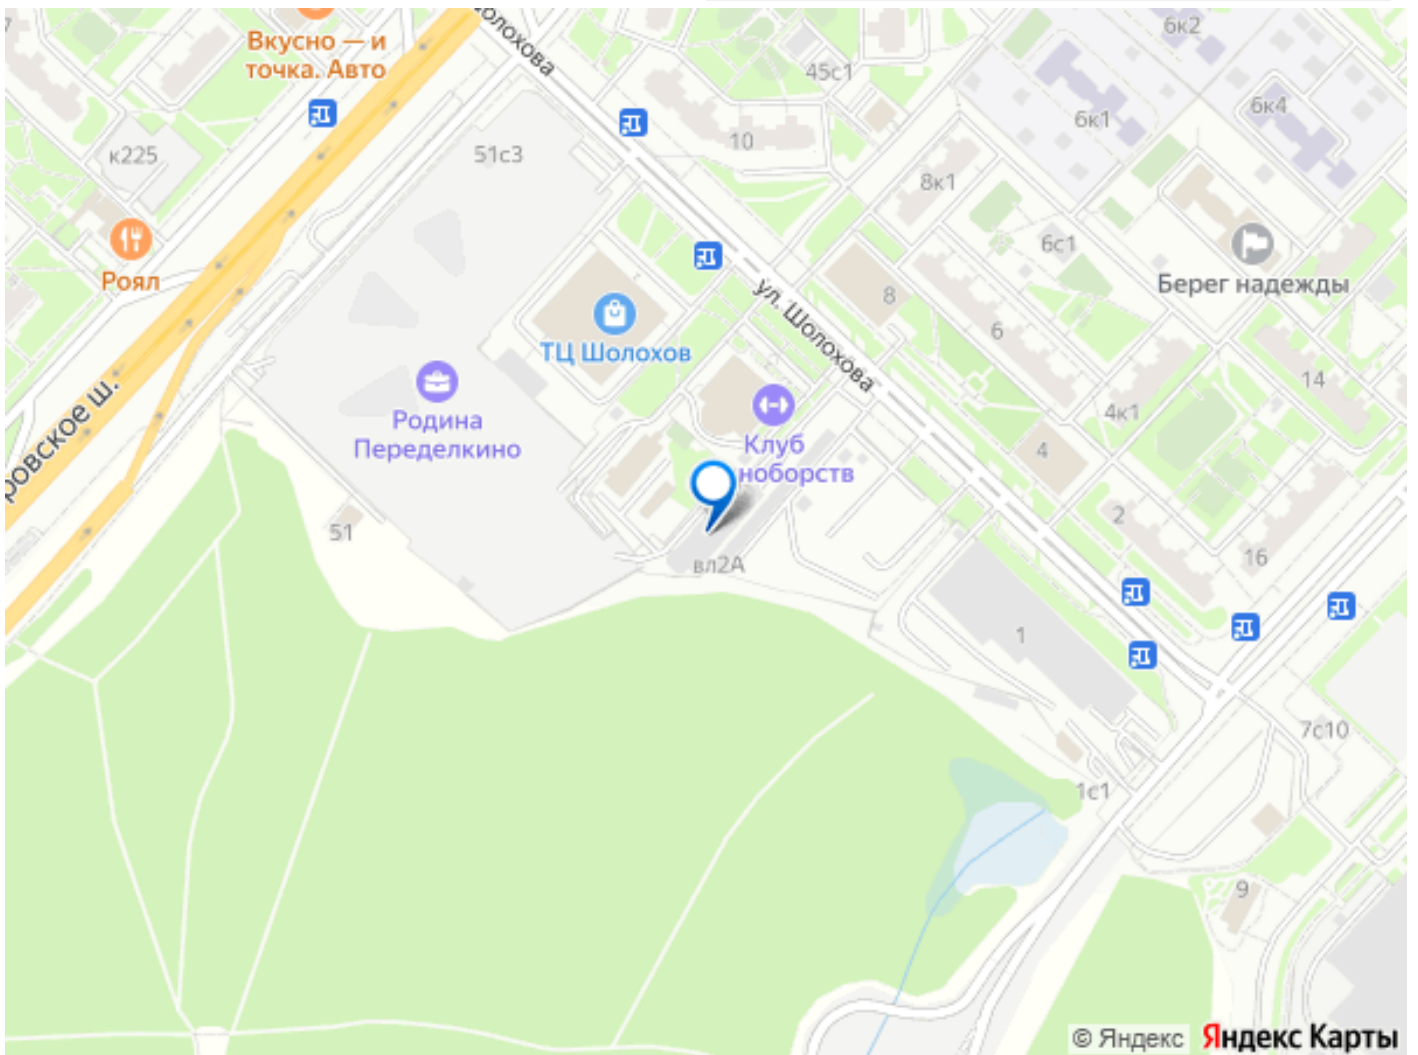 Вкусно — и
точка. Авто
олохова
6к2
45с1
6к1
6к4
к225
51с3
10
8к1
Роял
6с1
Берег надежды
ТЦ Шолохов
ул. Шолохова
8
6
14
Родина
Переделкино
Клуб
ноборств
4к1
4
ровское ш.
51
вл2А
2
16
1
7с10
1с1
9
© Яндекс Яндекс Карты